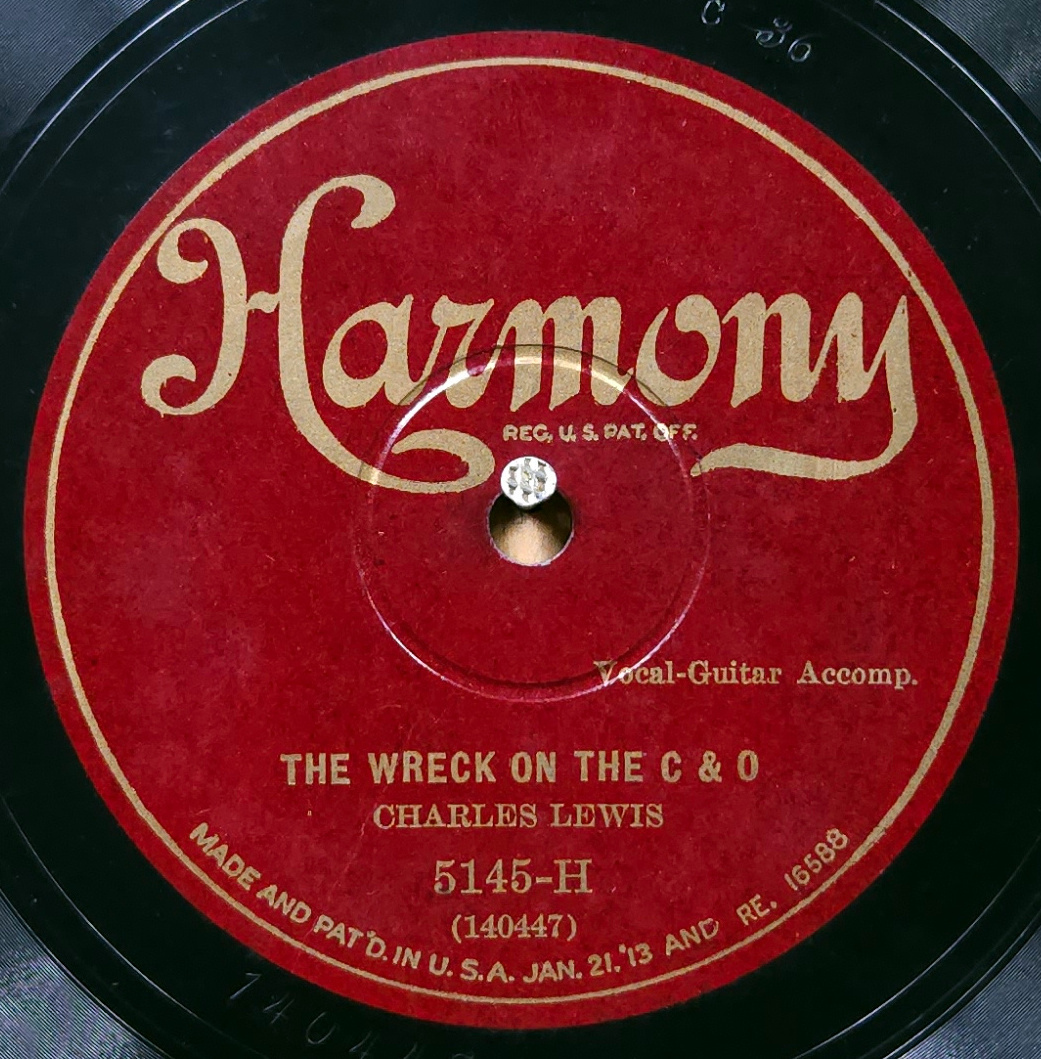 C 36
Harmony
REG. U. S. PAT. OFF.
Vocal-Guitar Accomp.
THE WRECK ON THE C & O
CHARLES LEWIS
5145-H
(140447)
MADE AND PAT'D. IN U. S. A. JAN. 21, '13 AND RE. 16588